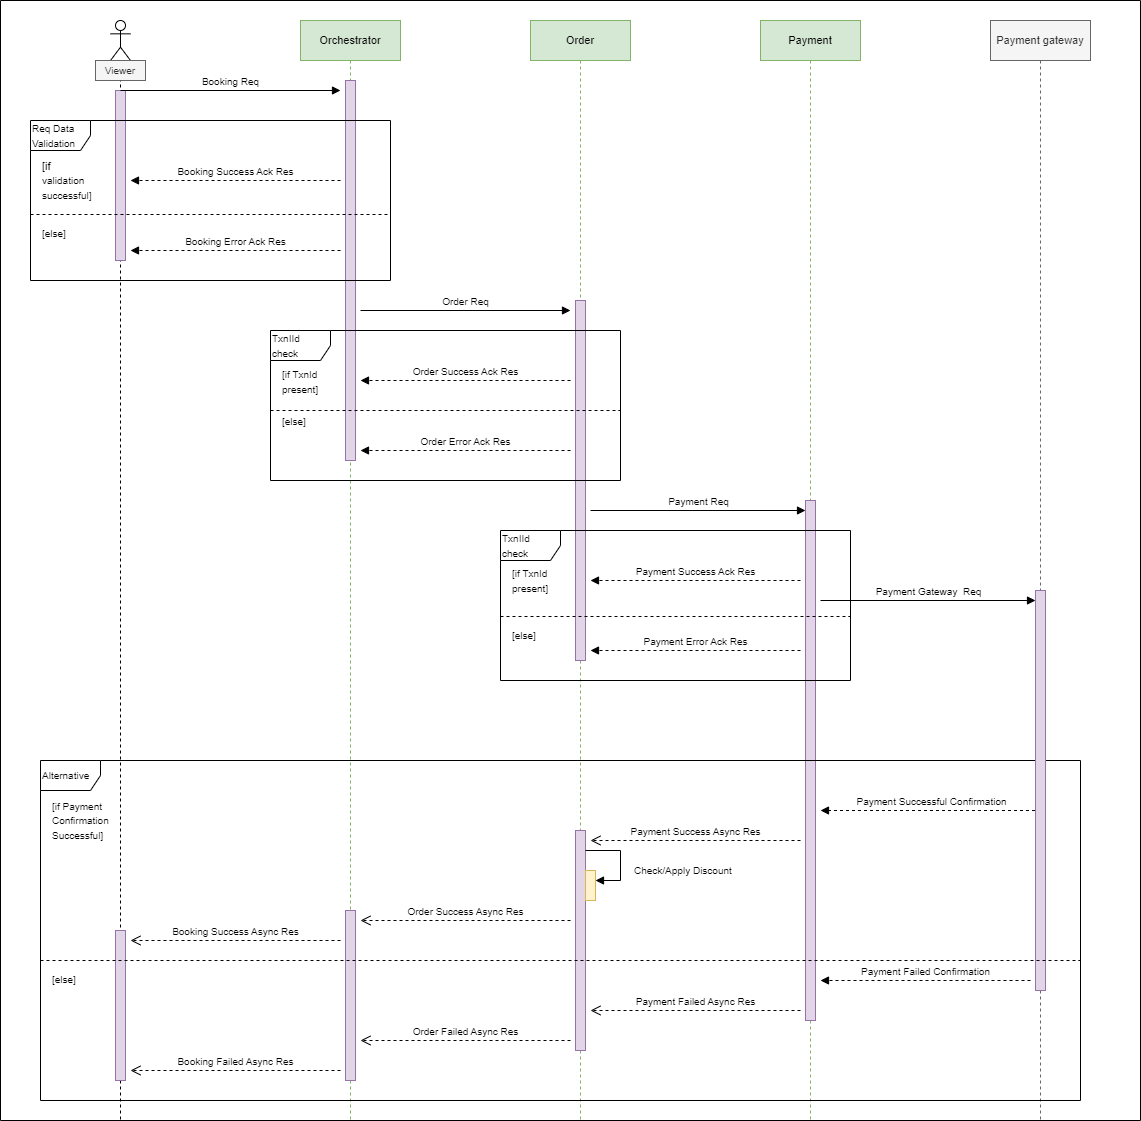 Orchestrator
Order
Payment
Payment gateway
Viewer
Booking Req
Req Data
Validation
[if
validation
successful]
Booking Success Ack Res
[else]
Booking Error Ack Res
Order Req
TxnIId
check
[if TxnId
present]
Order Success Ack Res
[else]
Order Error Ack Res
Payment Req
TxnIId
check
[if TxnId
present]
Payment Success Ack Res
Payment Gateway  Req
[else]
Payment Error Ack Res
Alternative
[if Payment
Confirmation
Successful]
Payment Successful Confirmation
Payment Success Async Res
Check/Apply Discount
Order Success Async Res
Booking Success Async Res
[else]
Payment Failed Confirmation
Payment Failed Async Res
Order Failed Async Res
Booking Failed Async Res